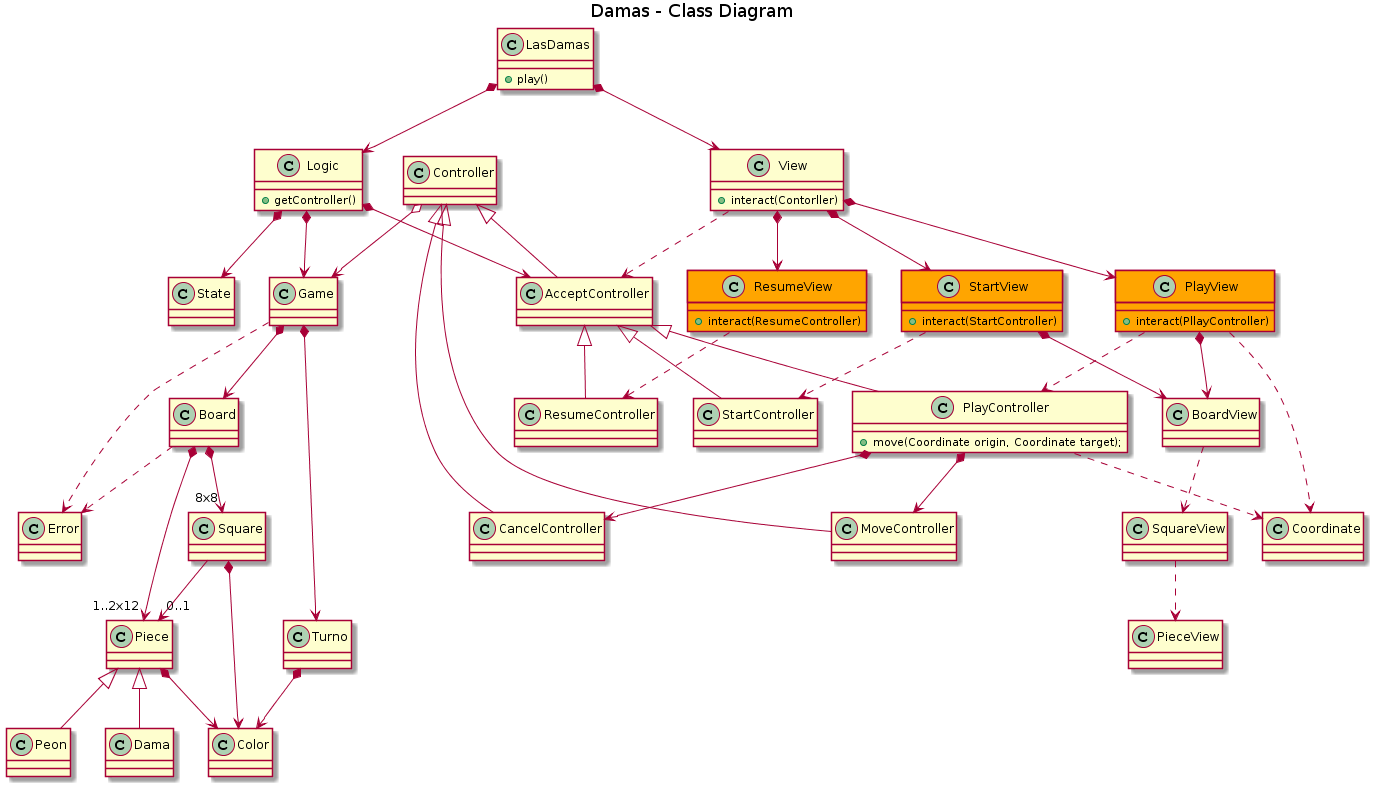 Damas - Class Diagram
C LasDamas
play()
C Logic
getController()
C Controller
C View
interact(Contorller)
C State
C Game
C AcceptController
C ResumeView
interact(ResumeController)
C StartView
interact(StartController)
C PlayView
interact(PllayController)
C Board
C ResumeController
C StartController
C PlayController
move(Coordinate origin, Coordinate target);
C BoardView
8x8
C Error
C Square
C CancelController
C MoveController
C SquareView
C Coordinate
1..2x12
0..1
C Piece
C Turno
C PieceView
C Peon
C Dama
C Color